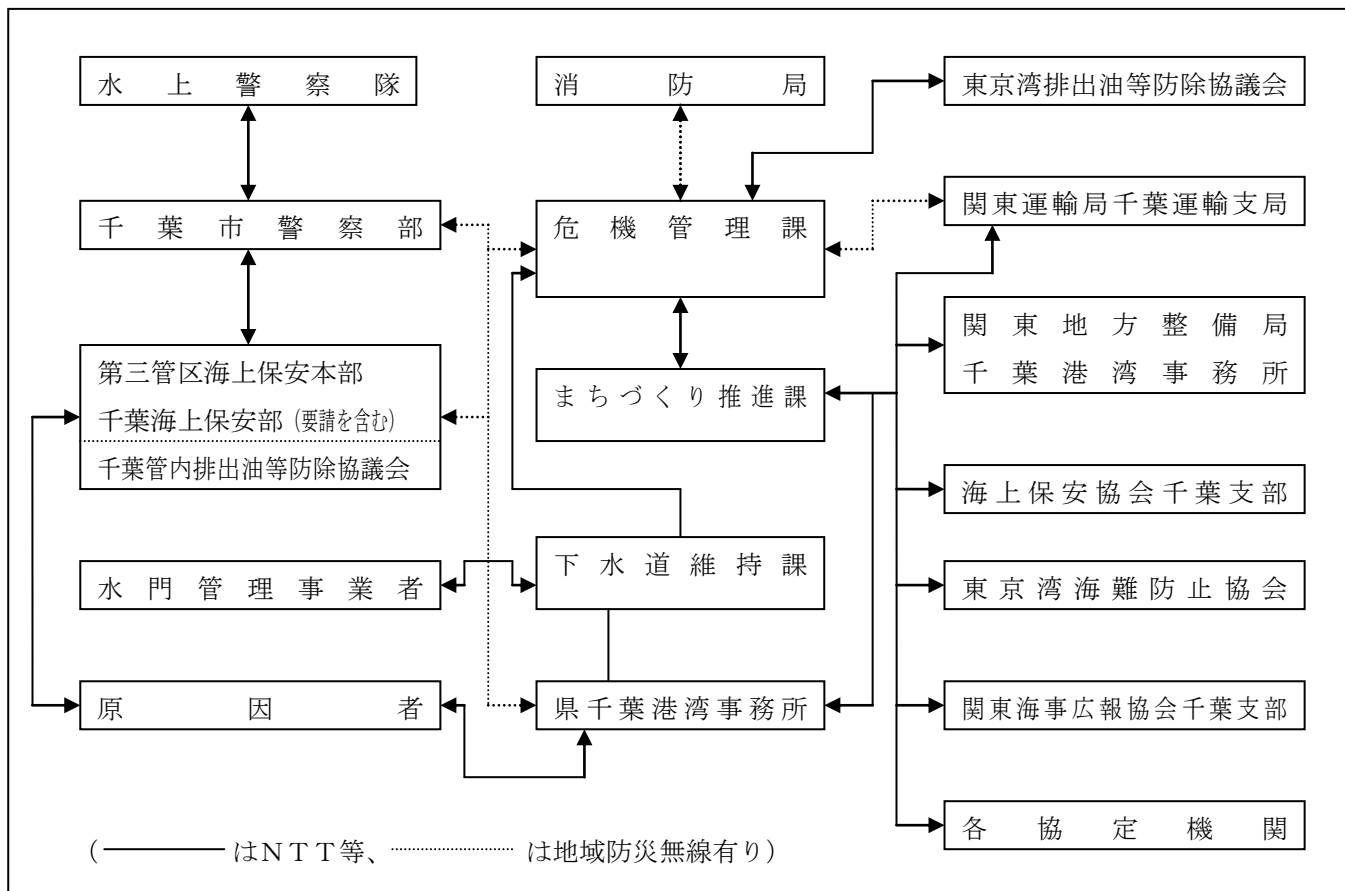 水上警察隊
消防局
東京湾排出油等防除協議会
千葉市警察部
危機管理課
関東運輸局千葉運輸支局
関東地方整備局
千葉港湾事務所
第三管区海上保安本部
千葉海上保安部(要請を含む)
千葉管内排出油等防除協議会
まちづくり推進課
海上保安協会千葉支部
水門管理事業者
下水道維持課
東京湾海難防止協会
原因者
県千葉港湾事務所
関東海事広報協会千葉支部
各協定機関
(はNTT等、は地域防災無線有り)